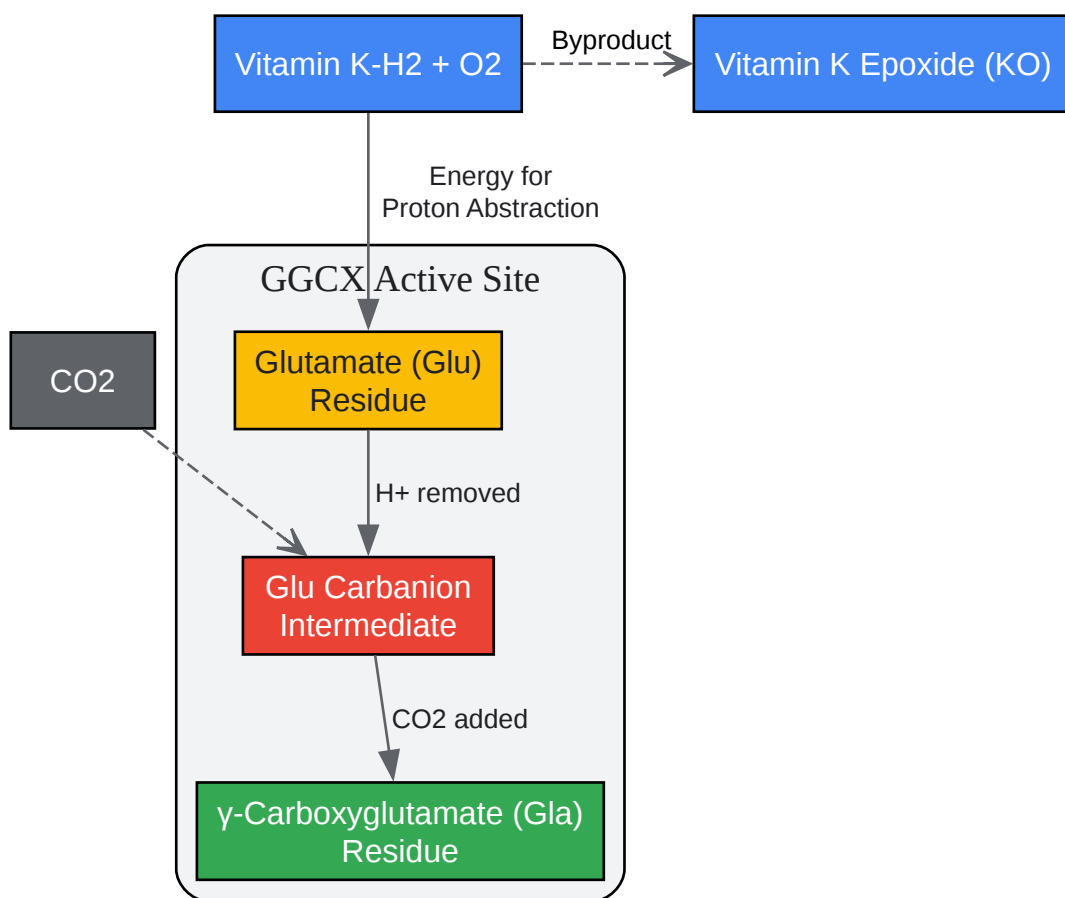 Byproduct
Vitamin K-H2 + O2
Vitamin K Epoxide (KO)
Energy for
Proton Abstraction
GGCX Active Site
Glutamate (Glu)
Residue
CO2
H+ removed
Glu Carbanion
Intermediate
CO2 added
γ-Carboxyglutamate (Gla)
Residue